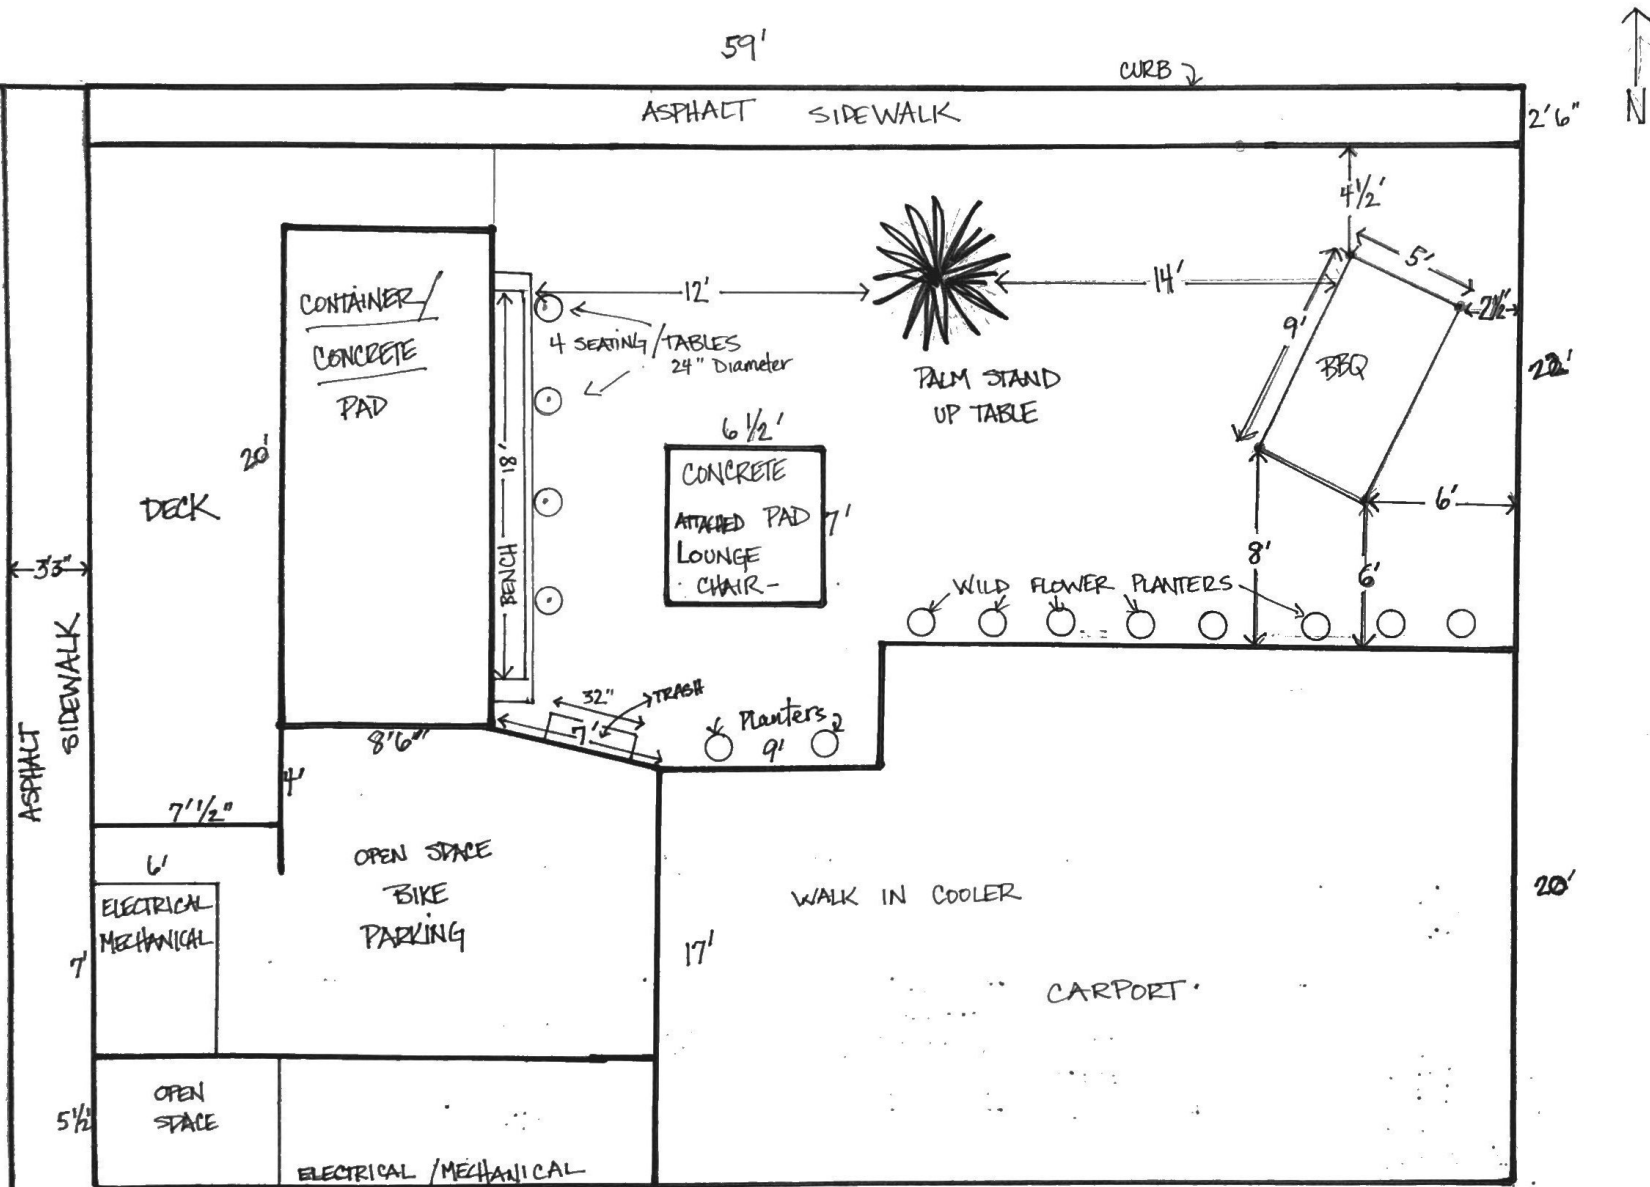 59'
CURB
N
ASPHALT SIDEWALK
2'6"
4 1/2'
5'
CONTAINER/
CONCRETE
PAD
12'
14'
2 1/2"
9'
4 SEATING/TABLES
24" Diameter
BBQ
22'
PALM STAND
UP TABLE
20'
18'
6 1/2'
CONCRETE
ATTACHED PAD
LOUNGE
CHAIR-
7'
DECK
6'
3'3"
BENCH
8'
6'
WILD FLOWER PLANTERS
ASPHALT SIDEWALK
32"
TRASH
7'
Planters
9'
8'6"
4'
7' 1/2"
6'
OPEN SPACE
BIKE
PARKING
ELECTRICAL
MECHANICAL
7'
17'
WALK IN COOLER
20'
CARPORT
OPEN
SPACE
5 1/2
ELECTRICAL /MECHANICAL